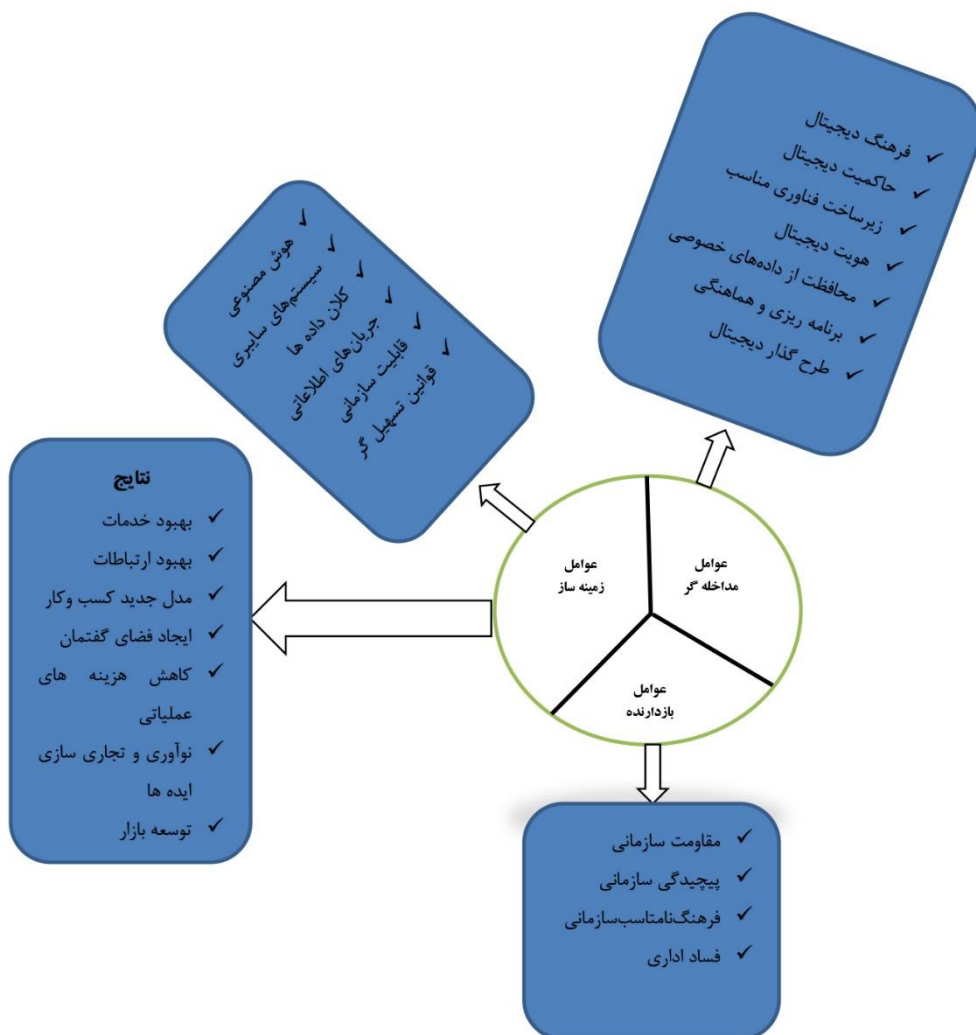 فرهنگ دیجیتال
حاکمیت دیجیتال
زیرساخت فناوری مناسب
هویت دیجیتال
محافظت از داده‌های خصوصی
برنامه ریزی و هماهنگی
طرح گذار دیجیتال
هوش مصنوعی
سیستم‌های سایبری
کلان داده ها
جریان‌های اطلاعاتی
قابلیت سازمانی
قوانین تسهیل گر
عوامل
مداخله گر
عوامل
زمینه ساز
عوامل
بازدارنده
نتایج
بهبود خدمات
بهبود ارتباطات
مدل جدید کسب وکار
ایجاد فضای گفتمان
کاهش هزینه های
عملیاتی
نوآوری و تجاری سازی
ایده ها
توسعه بازار
مقاومت سازمانی
پیچیدگی سازمانی
فرهنگ‌نامتاسب‌سازمانی
فساد اداری